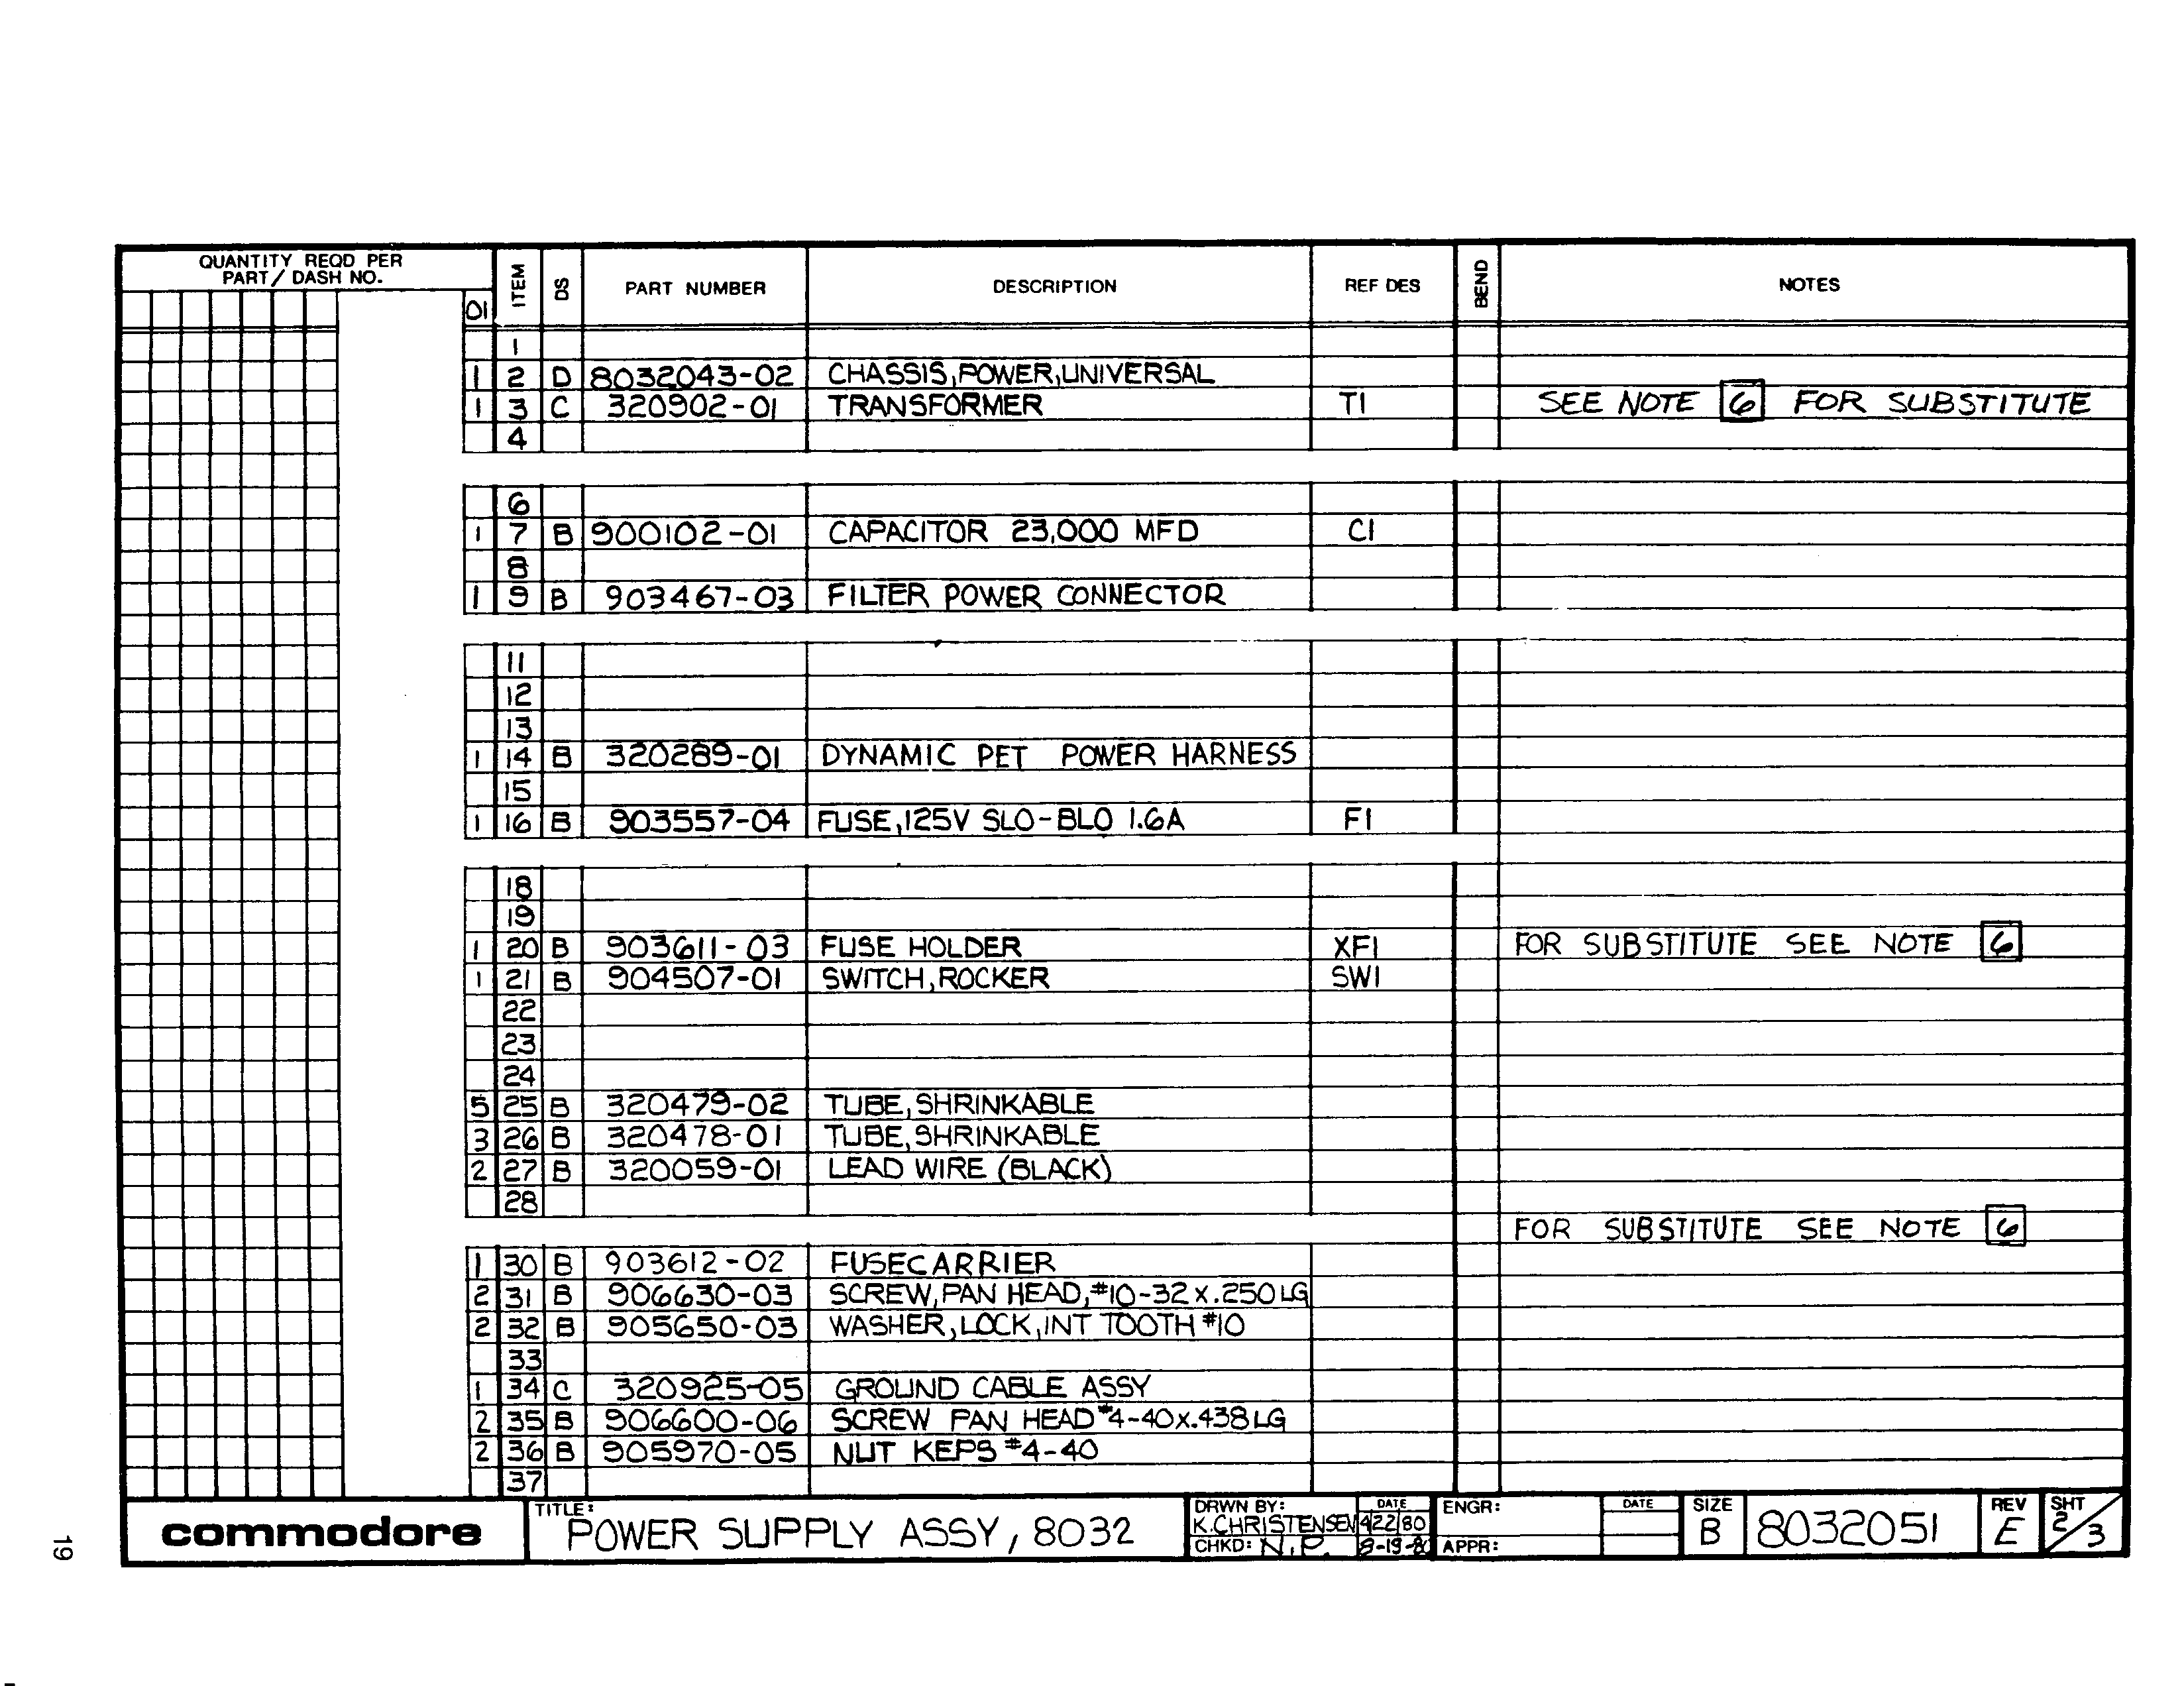 QUANTITY REQD PER
PART / DASH NO.
01 ITEM DS PART NUMBER DESCRIPTION REF DES BEND NOTES
1
1 2 D 8032043-02 CHASSIS,POWER,UNIVERSAL
1 3 C 320902-01 TRANSFORMER T1 SEE NOTE 6 FOR SUBSTITUTE
4
6
1 7 B 900102-01 CAPACITOR 23,000 MFD C1
8
1 9 B 903467-03 FILTER POWER CONNECTOR
11
12
13
1 14 B 320289-01 DYNAMIC PET POWER HARNESS
15
1 16 B 903557-04 FUSE,125V SLO-BLO 1.6A F1
18
19
1 20 B 903611-03 FUSE HOLDER XF1 FOR SUBSTITUTE SEE NOTE 6
1 21 B 904507-01 SWITCH,ROCKER SW1
22
23
24
5 25 B 320479-02 TUBE,SHRINKABLE
3 26 B 320478-01 TUBE,SHRINKABLE
2 27 B 320059-01 LEAD WIRE (BLACK)
28
FOR SUBSTITUTE SEE NOTE 6
1 30 B 903612-02 FUSECARRIER
2 31 B 906630-03 SCREW,PAN HEAD,#10-32x.250LG
2 32 B 905650-03 WASHER,LOCK,INT TOOTH #10
33
1 34 C 320925-05 GROUND CABLE ASSY
2 35 B 906600-06 SCREW PAN HEAD #4-40x.438LG
2 36 B 905970-05 NUT KEPS #4-40
37
commodore
TITLE: POWER SUPPLY ASSY, 8032
DRWN BY: K.CHRISTENSEN DATE 4 22 80
CHKD: N.P. 8-19-80
ENGR: DATE
APPR:
SIZE B 8032051
REV E
SHT 2/3
19